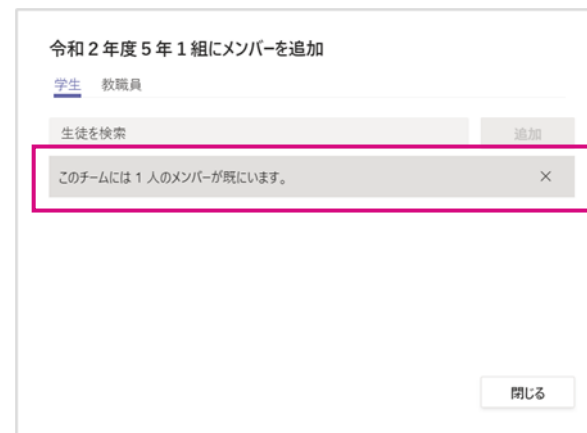 令和２年度５年１組にメンバーを追加
学生 教職員
生徒を検索 追加
このチームには 1 人のメンバーが既にいます。
閉じる